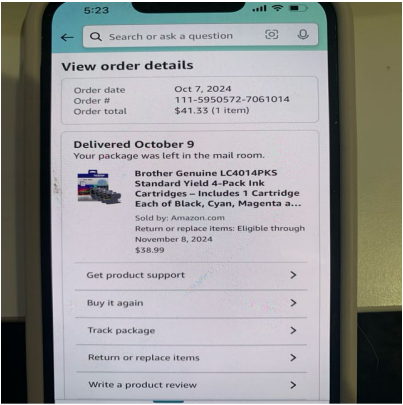 5:23
Search or ask a question
View order details
Order date Oct 7, 2024
Order # 111-5950572-7061014
Order total $41.33 (1 item)
Delivered October 9
Your package was left in the mail room.
Brother Genuine LC4014PKS
Standard Yield 4-Pack Ink
Cartridges – Includes 1 Cartridge
Each of Black, Cyan, Magenta a...
Sold by: Amazon.com
Return or replace items: Eligible through
November 8, 2024
$38.99
Get product support
Buy it again
Track package
Return or replace items
Write a product review